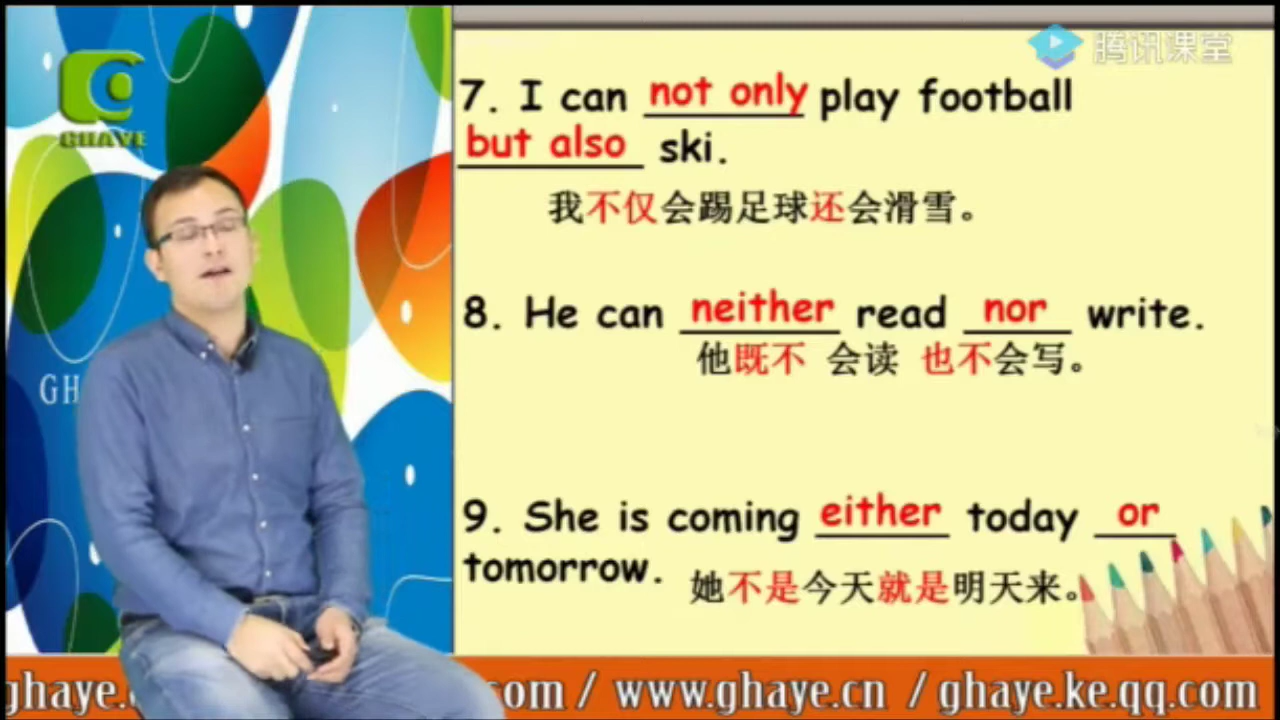 腾讯课堂
GHAYE
GH
7. I can not only play football
but also ski.
我不仅会踢足球还会滑雪。
8. He can neither read nor write.
他既不 会读 也不会写。
9. She is coming either today or
tomorrow.
她不是今天就是明天来。
ghaye.c com / www.ghaye.cn / ghaye.ke.qq.com